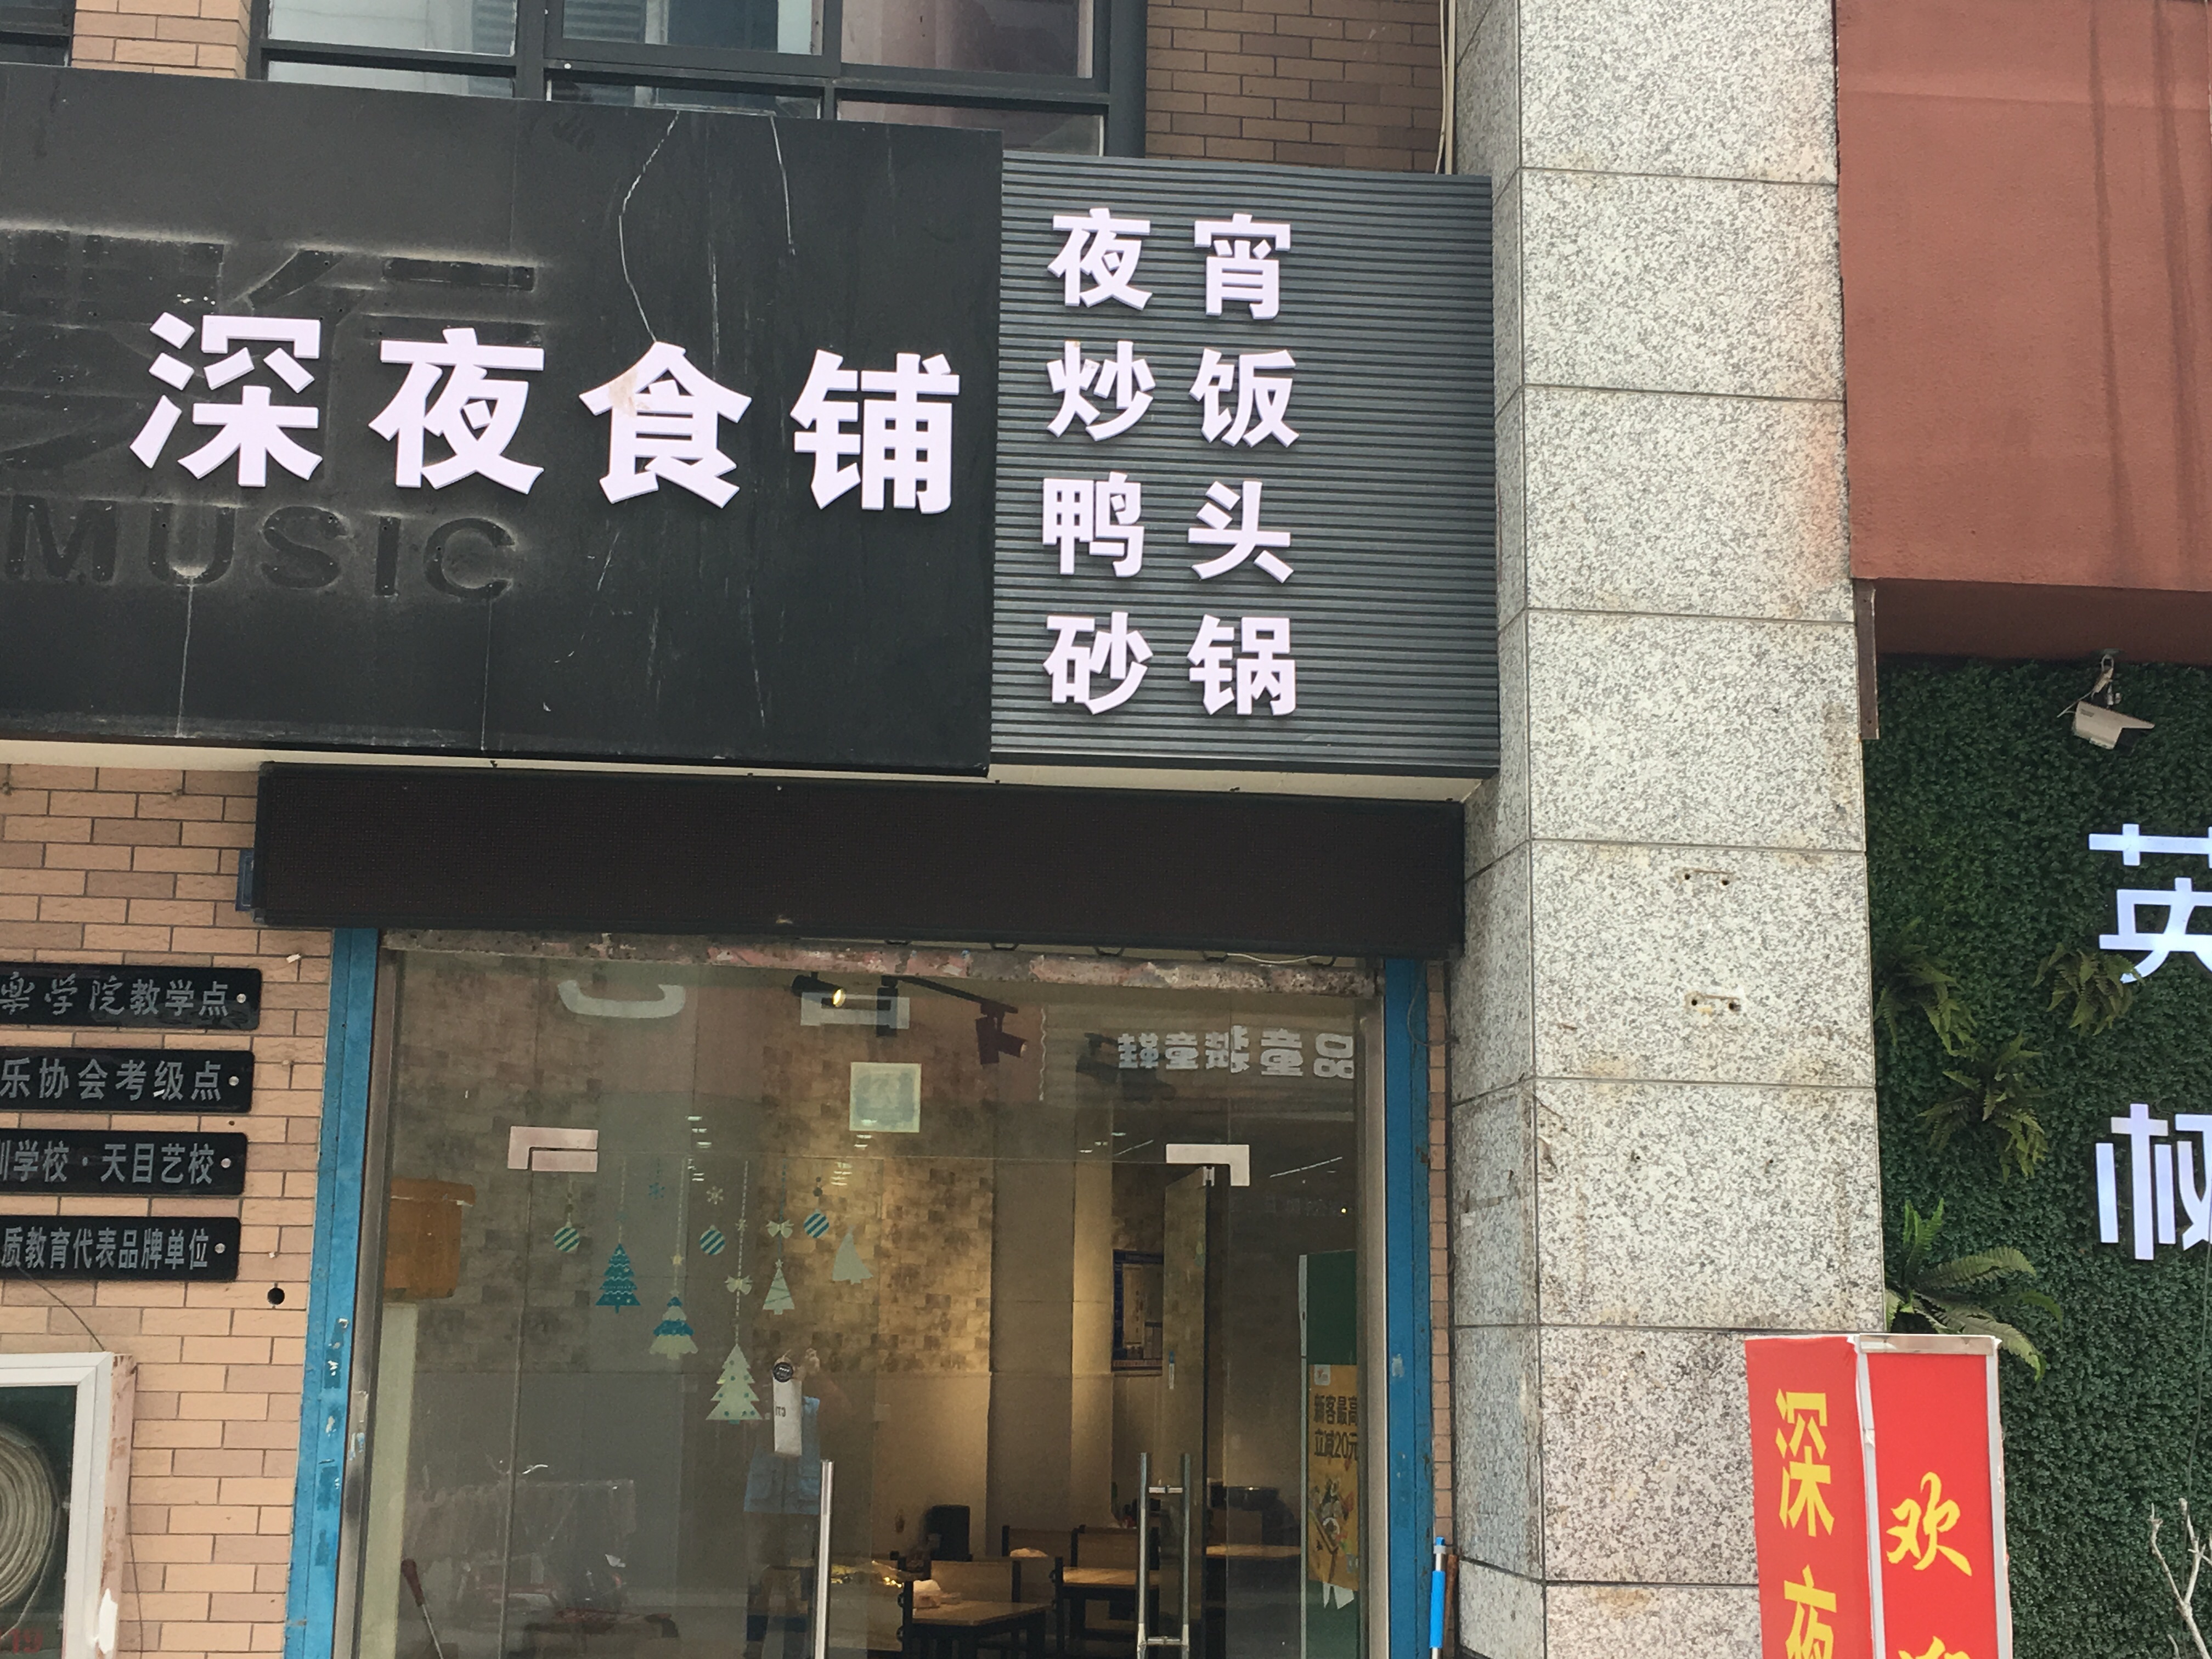 深夜食铺
MUSIC
夜宵
炒饭
鸭头
砂锅
樂学院教学点
乐协会考级点
训学校·天目艺校
质教育代表品牌单位
新客最高
立减20元
英
深夜
欢